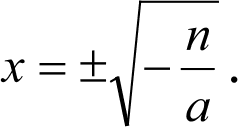 x = ±√(−n/a) .